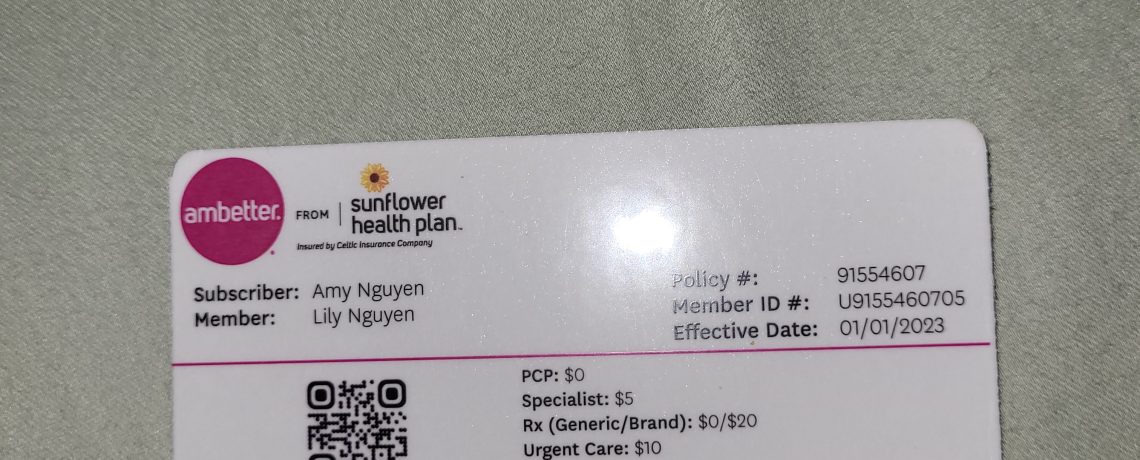 ambetter.
FROM
sunflower
health plan™
Insured by Celtic Insurance Company
Subscriber: Amy Nguyen
Member: Lily Nguyen
Policy #: 91554607
Member ID #: U9155460705
Effective Date: 01/01/2023
PCP: $0
Specialist: $5
Rx (Generic/Brand): $0/$20
Urgent Care: $10